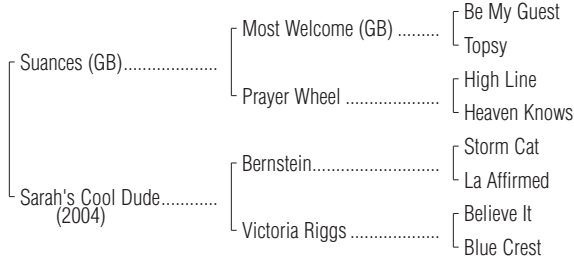 Be My Guest
Most Welcome (GB) .........
Topsy
Suances (GB)....................
High Line
Prayer Wheel ....................
Heaven Knows
Storm Cat
Bernstein...........................
La Affirmed
Sarah's Cool Dude............
(2004)
Believe It
Victoria Riggs ...................
Blue Crest